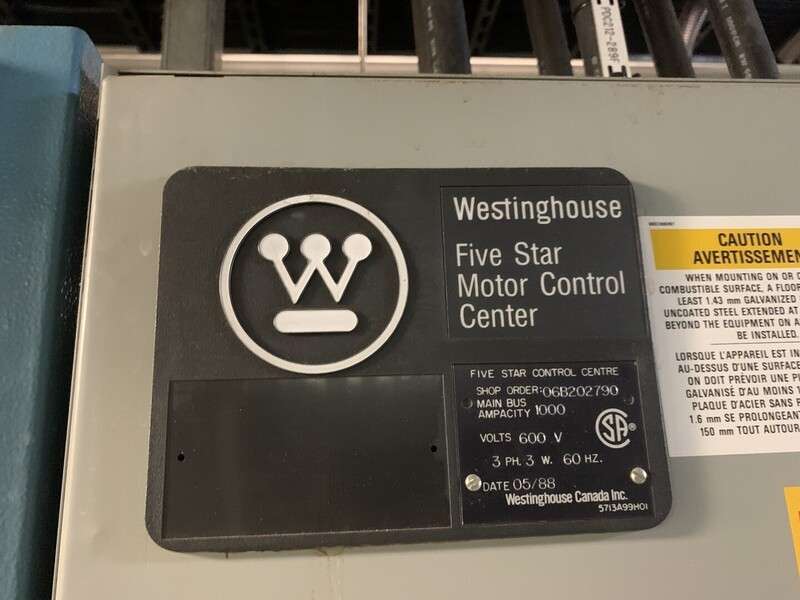 PDC212-289F
Westinghouse
Five Star
Motor Control
Center
FIVE STAR CONTROL CENTRE
SHOP ORDER: 06B202790
MAIN BUS
AMPACITY 1000
VOLTS 600 V
SA®
3 PH. 3 W. 60 HZ.
DATE 05/88
Westinghouse Canada Inc.
5713A99H01
CAUTION
AVERTISSEMEN
WHEN MOUNTING ON OR
COMBUSTIBLE SURFACE, A FLOOR
LEAST 1.43 mm GALVANIZED
UNCOATED STEEL EXTENDED AT
BEYOND THE EQUIPMENT ON A
BE INSTALLED.
LORSQUE L'APPAREIL EST IN
AU-DESSUS D'UNE SURFACE
ON DOIT PRÉVOIR UNE P
GALVANISÉ D'AU MOINS 1
PLAQUE D'ACIER SANS
1.6 mm SE PROLONGEANT
150 mm TOUT AUTOUR